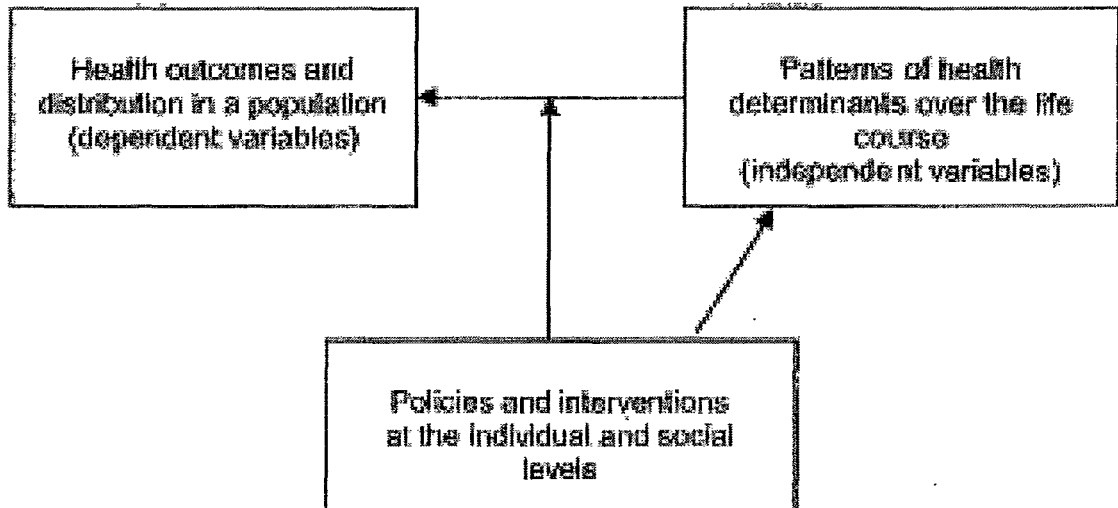 Health outcomes and
distribution in a population
(dependent variables)
Patterns of health
determinants over the life
course
(independent variables)
Policies and interventions
at the individual and social
levels